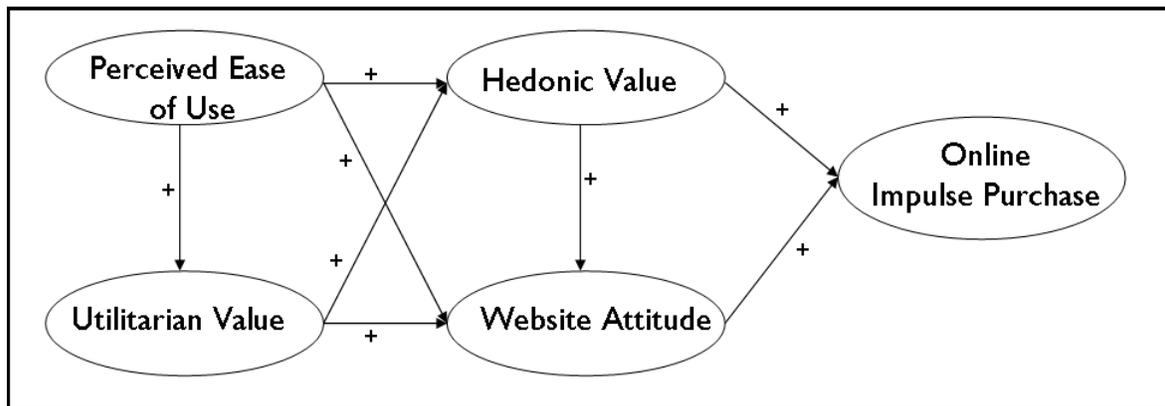 Perceived Ease
of Use
+
Hedonic Value
+
Online
Impulse Purchase
+
+
+
+
+
Utilitarian Value
+
Website Attitude